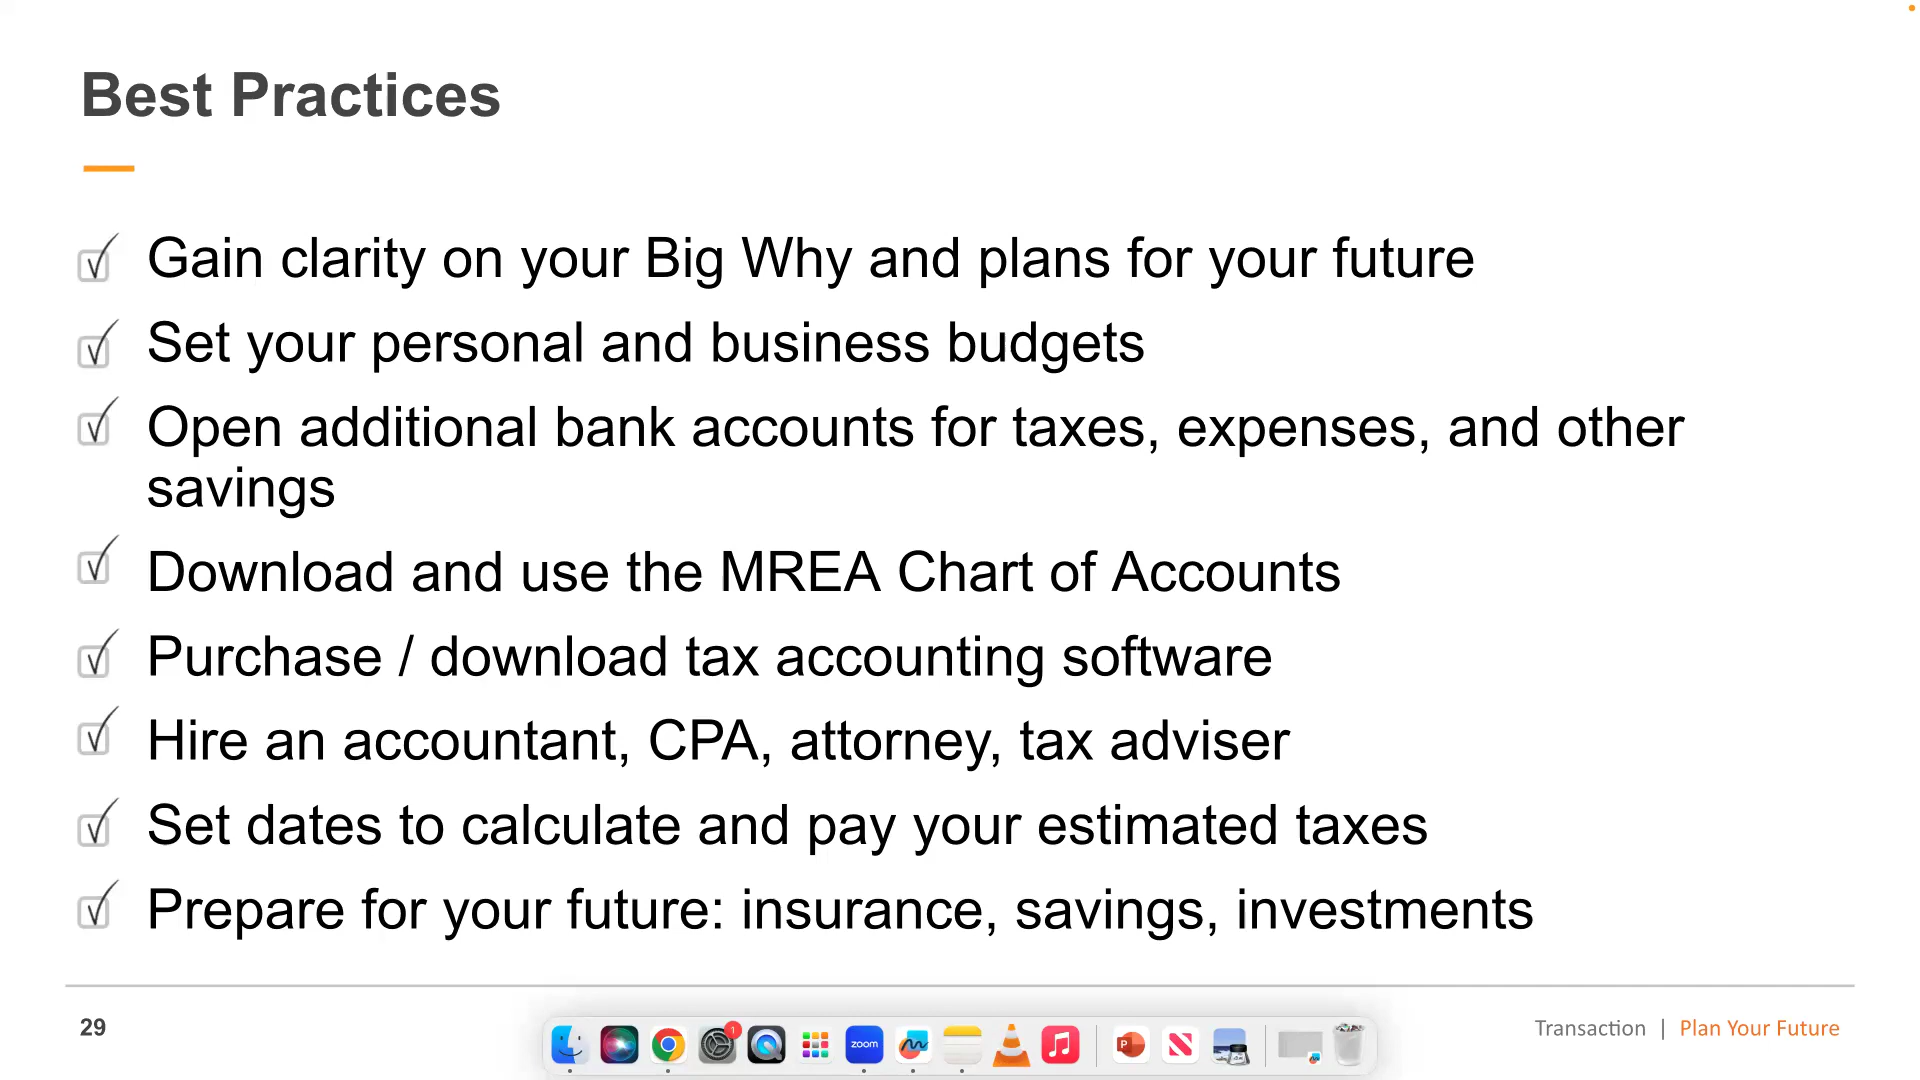 Best Practices
Gain clarity on your Big Why and plans for your future
Set your personal and business budgets
Open additional bank accounts for taxes, expenses, and other
savings
Download and use the MREA Chart of Accounts
Purchase / download tax accounting software
Hire an accountant, CPA, attorney, tax adviser
Set dates to calculate and pay your estimated taxes
Prepare for your future: insurance, savings, investments
29
1
zoom
P
Transaction | Plan Your Future